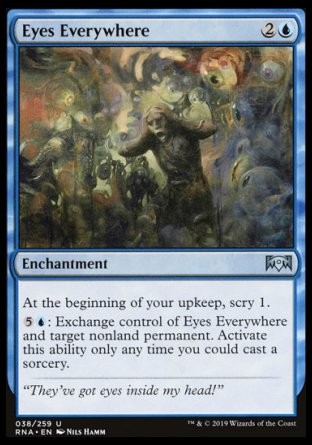 Eyes Everywhere 2
Enchantment
At the beginning of your upkeep, scry 1.
5: Exchange control of Eyes Everywhere
and target nonland permanent. Activate
this ability only any time you could cast a
sorcery.
“They’ve got eyes inside my head!”
038/259 U
RNA • EN NILS HAMM
™ & © 2019 Wizards of the Coast